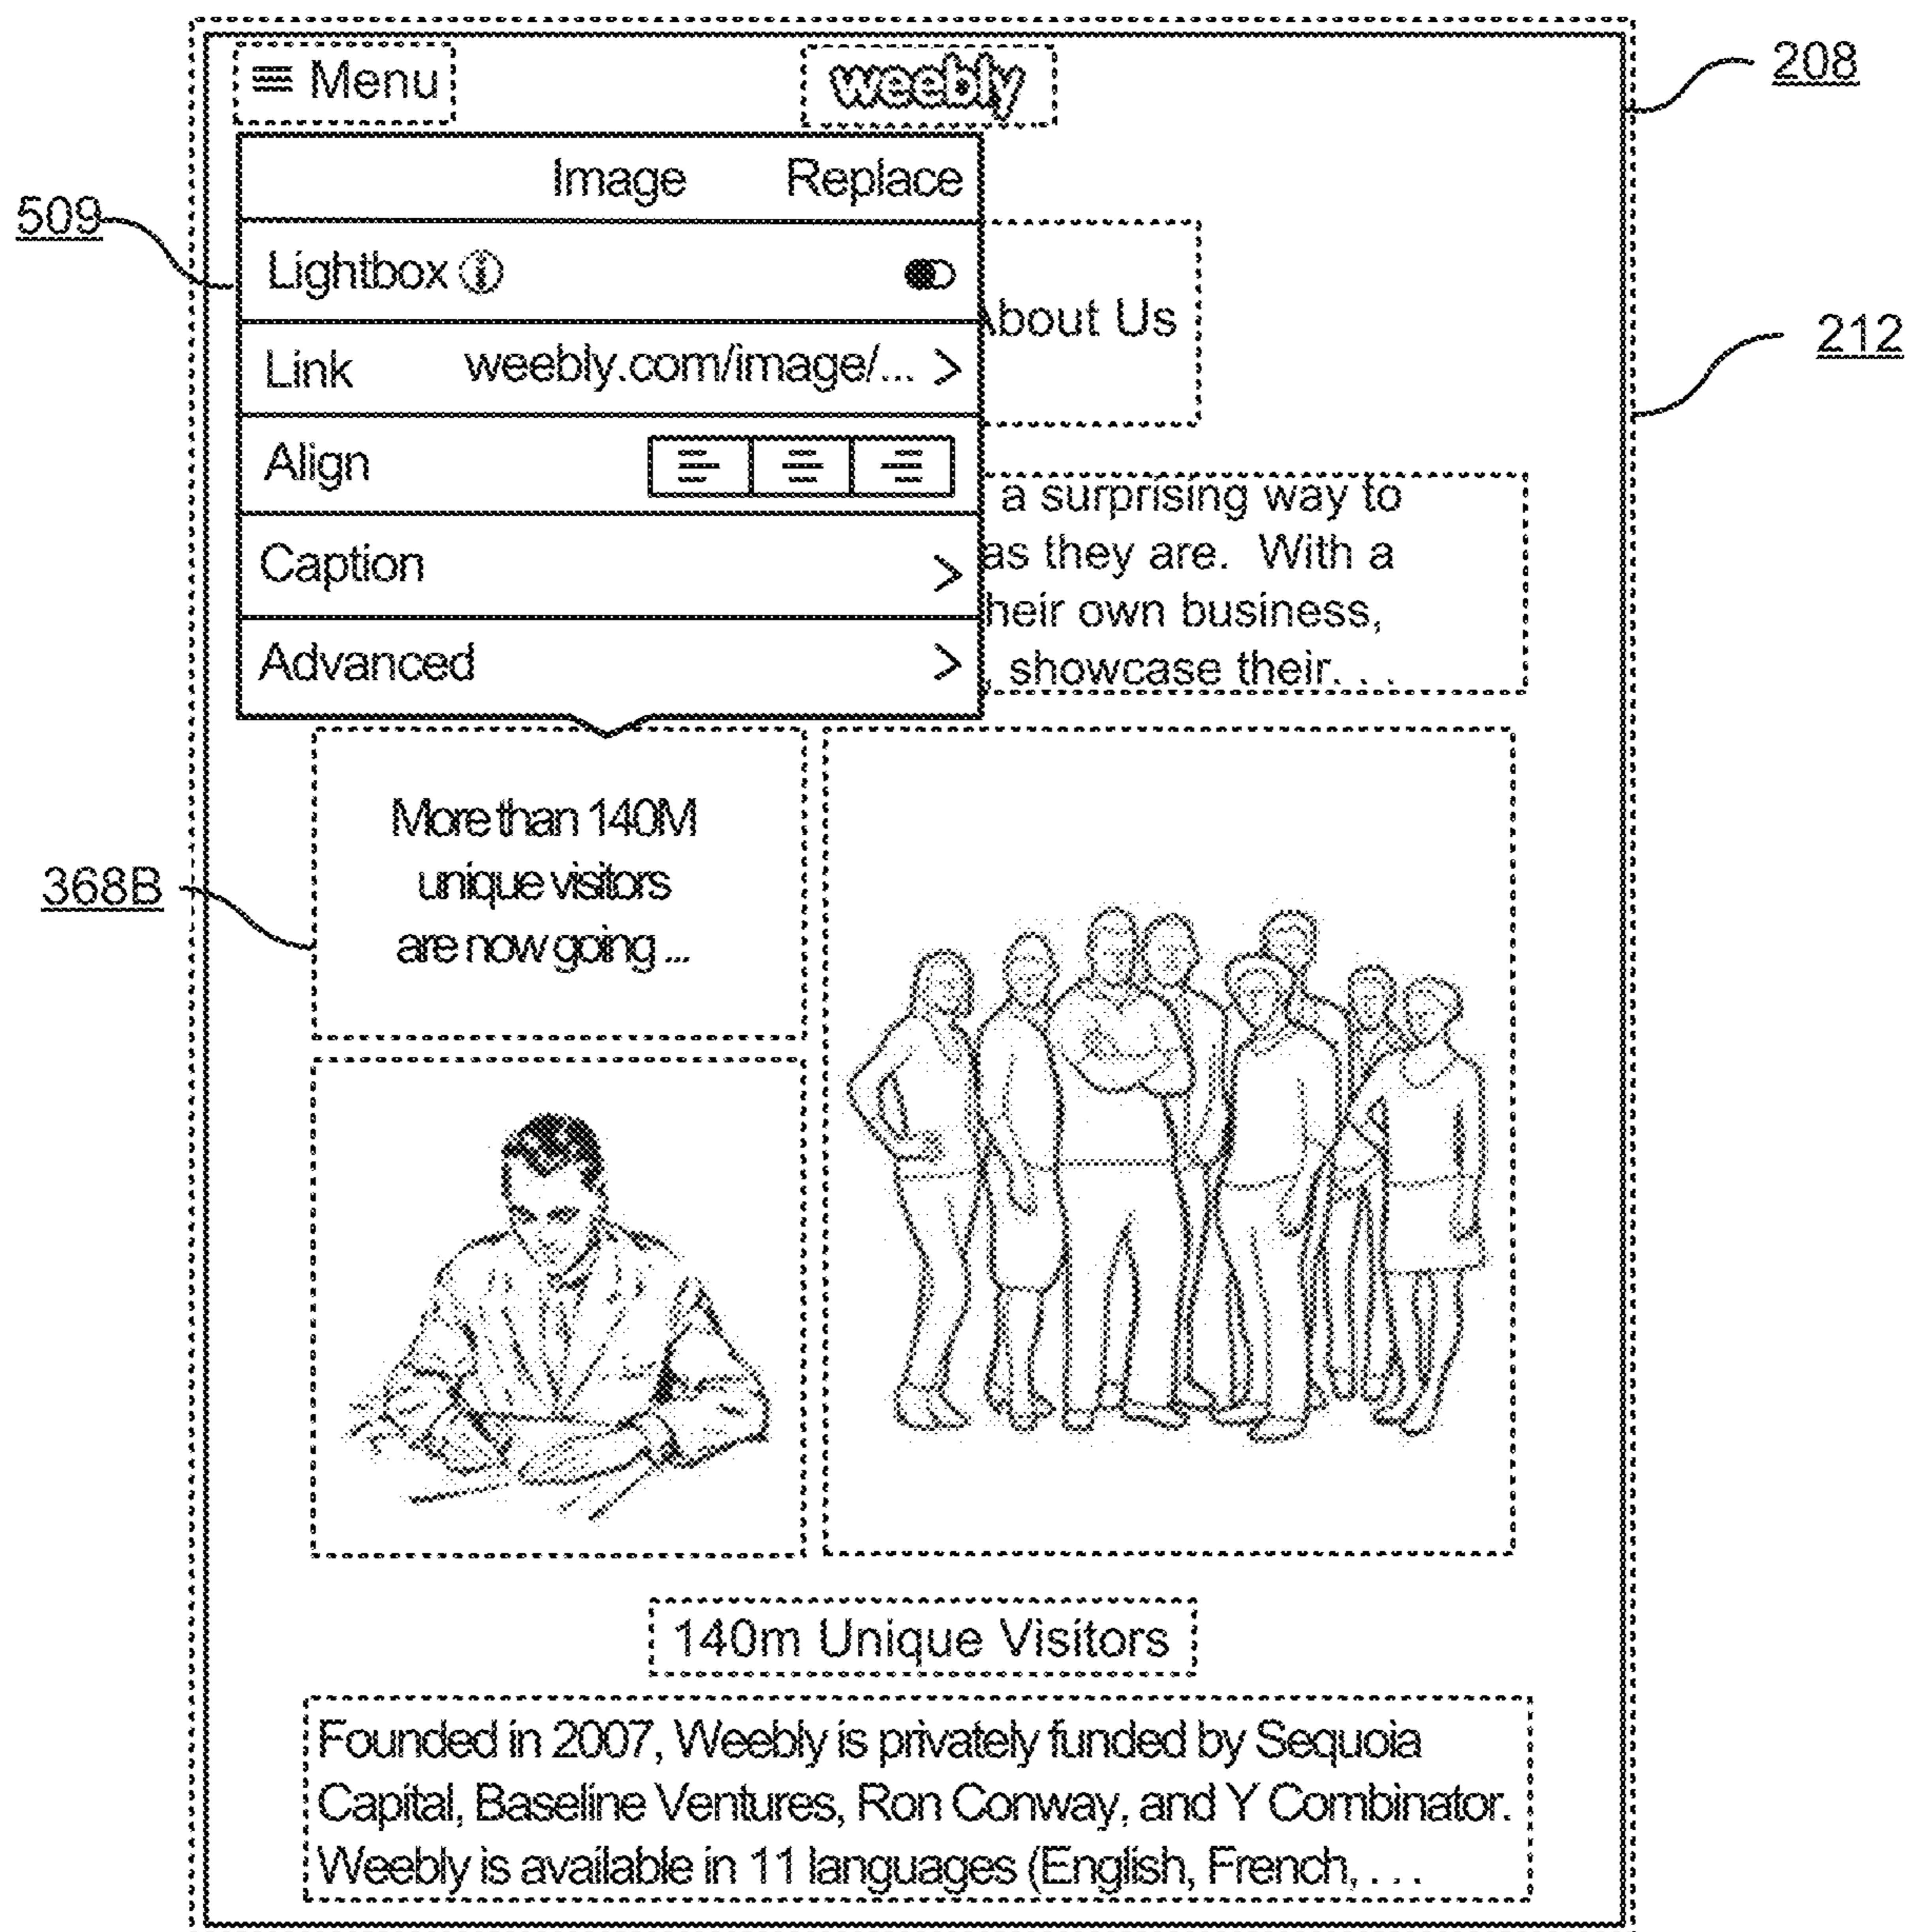 Menu
weebly
208
Image Replace
509
Lightbox
About Us
212
Link weebly.com/image/... >
Align
a surprising way to
as they are. With a
Caption >
heir own business,
Advanced >
, showcase their. . .
More than 140M
unique visitors
are now going ...
368B
140m Unique Visitors
Founded in 2007, Weebly is privately funded by Sequoia
Capital, Baseline Ventures, Ron Conway, and Y Combinator.
Weebly is available in 11 languages (English, French, . . .